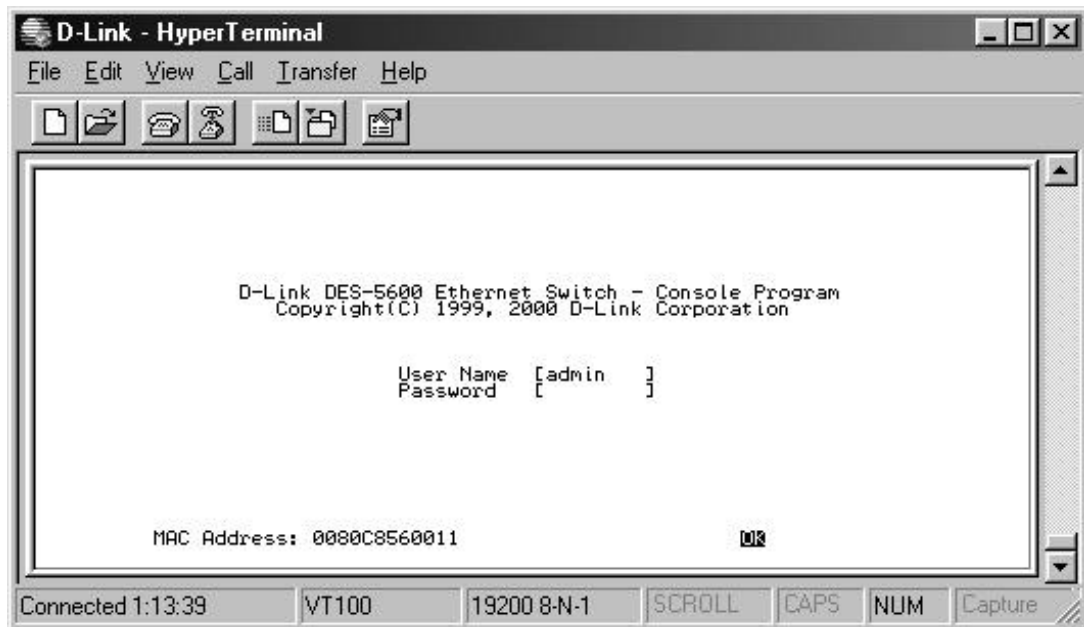 D-Link - HyperTerminal
File Edit View Call Transfer Help
D-Link DES-5600 Ethernet Switch - Console Program
Copyright(C) 1999, 2000 D-Link Corporation
User Name [admin ]
Password [ ]
MAC Address: 0080C8560011 OK
Connected 1:13:39 VT100 19200 8-N-1 SCROLL CAPS NUM Capture